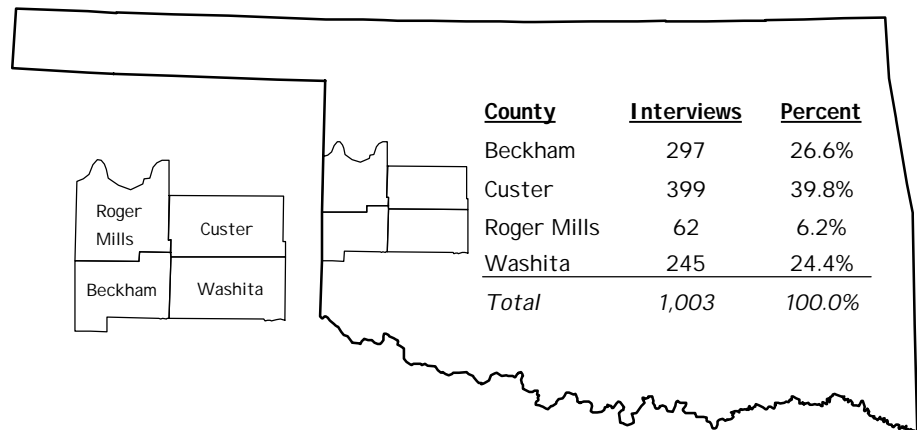 County Interviews Percent
Beckham 297 26.6%
Custer 399 39.8%
Roger Mills 62 6.2%
Washita 245 24.4%
Total 1,003 100.0%
Roger
Mills
Custer
Beckham
Washita